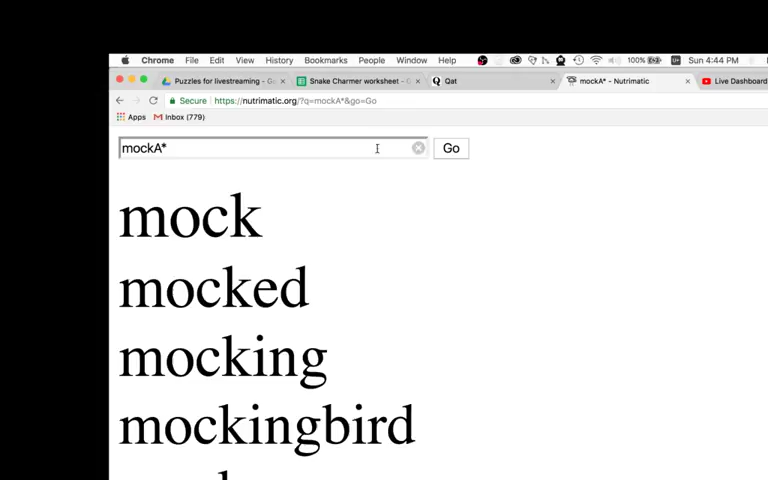 Chrome File Edit View History Bookmarks People Window Help 100% Sun 4:44 PM
Puzzles for livestreaming - G Snake Charmer worksheet - G Qat mockA* - Nutrimatic Live Dashboard
Secure https://nutrimatic.org/?q=mockA*&go=Go
Apps Inbox (779)
mockA* Go
mock
mocked
mocking
mockingbird